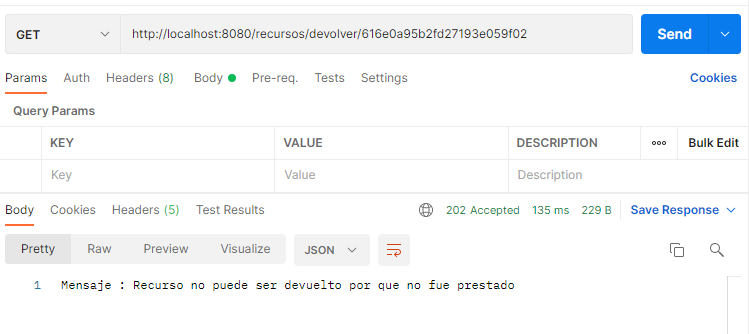 GET http://localhost:8080/recursos/devolver/616e0a95b2fd27193e059f02 Send
Params Auth Headers (8) Body Pre-req. Tests Settings Cookies
Query Params
KEY VALUE DESCRIPTION ooo Bulk Edit
Key Value Description
Body Cookies Headers (5) Test Results 202 Accepted 135 ms 229 B Save Response
Pretty Raw Preview Visualize JSON
1 Mensaje : Recurso no puede ser devuelto por que no fue prestado